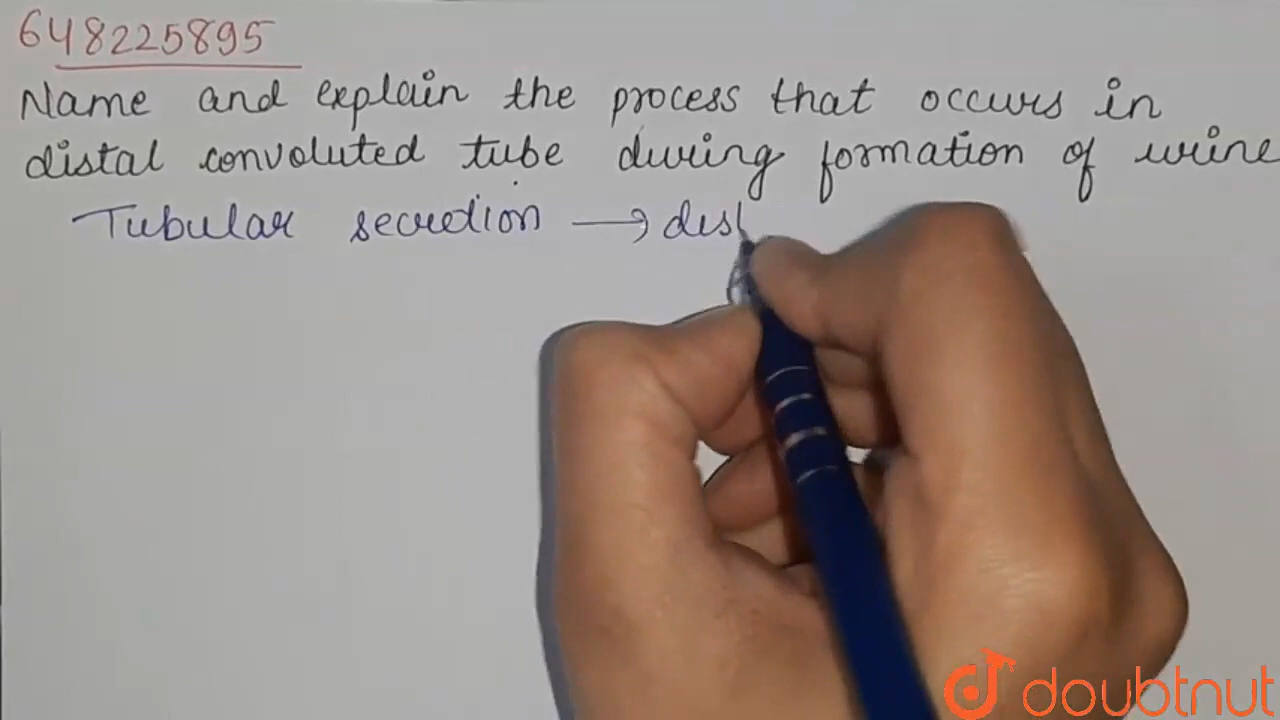 648225895
Name and explain the process that occurs in
distal convoluted tube during formation of urine
Tubular secretion → dist
doubtnut